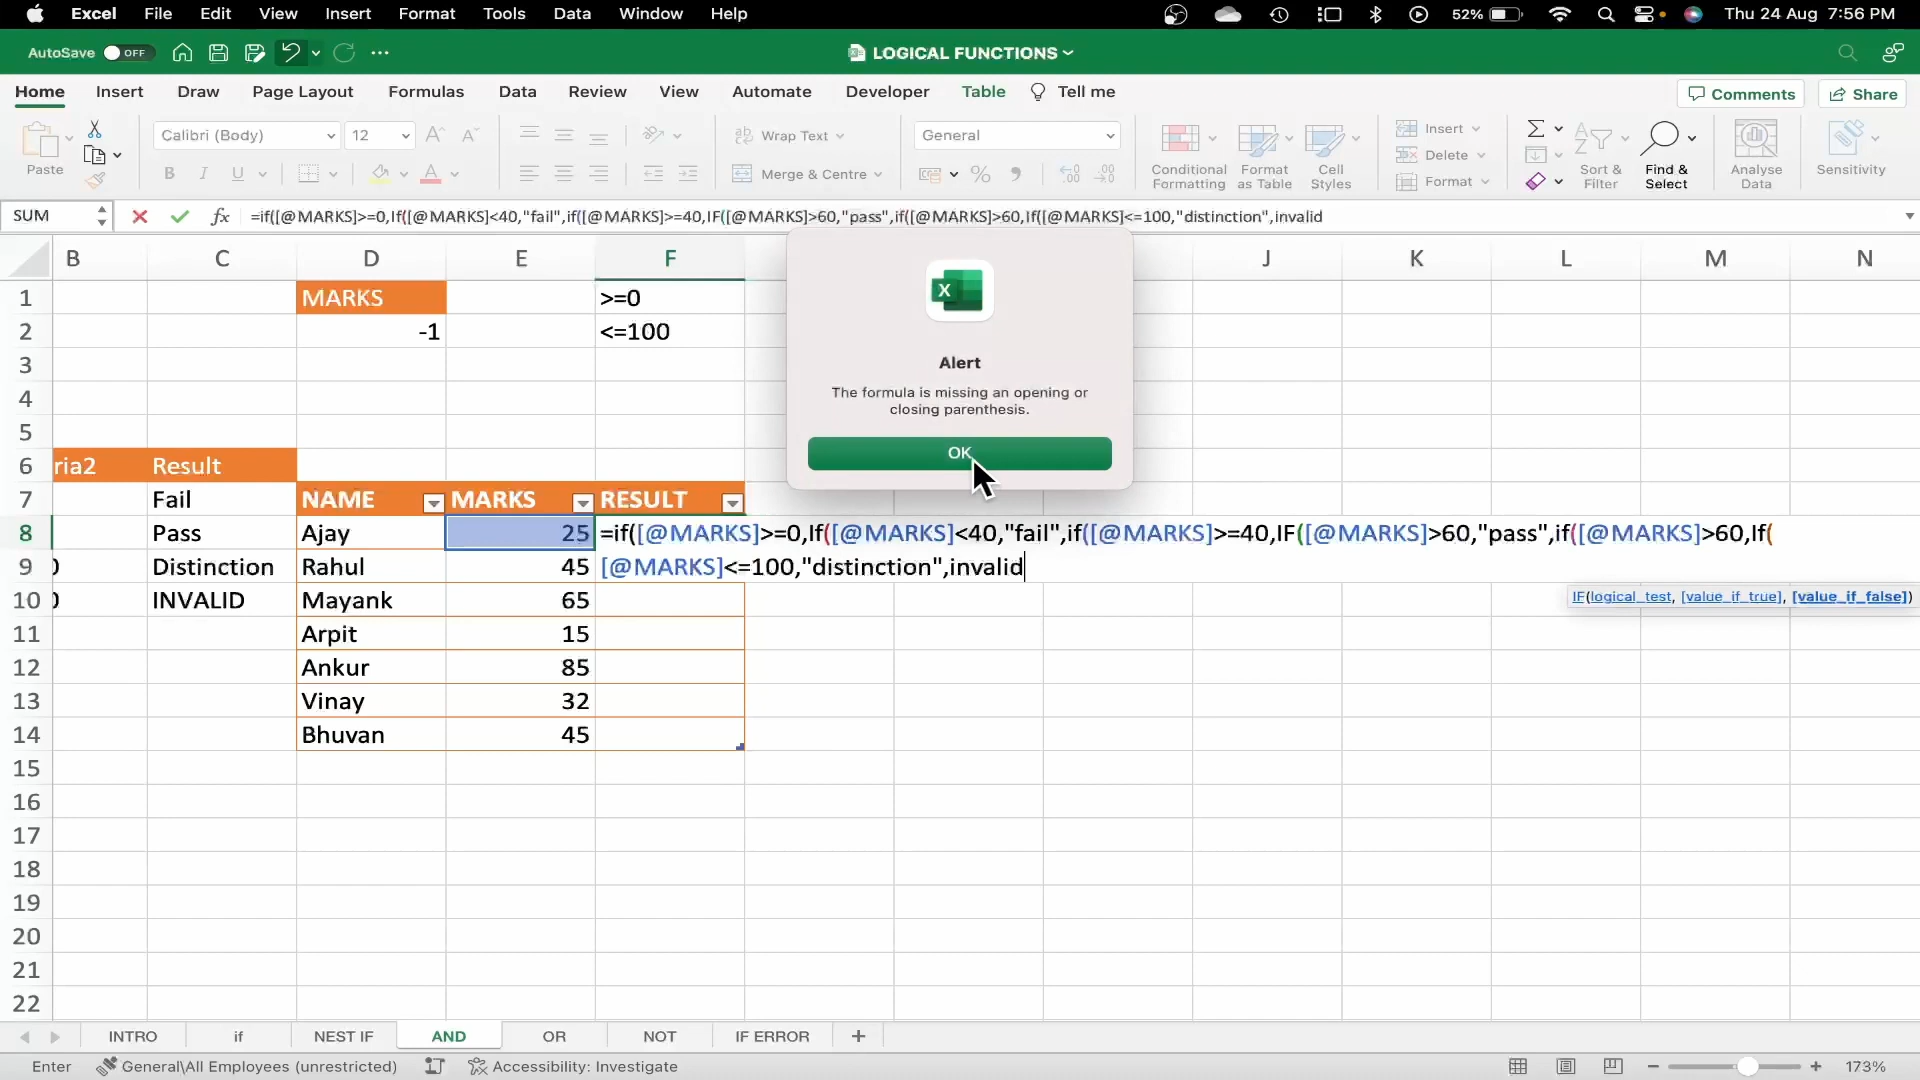 Excel File Edit View Insert Format Tools Data Window Help 52% Thu 24 Aug 7:56 PM
AutoSave OFF LOGICAL FUNCTIONS
Home Insert Draw Page Layout Formulas Data Review View Automate Developer Table Tell me Comments Share
Calibri (Body) 12 Wrap Text General Insert
Paste Delete
B I U Merge & Centre % Conditional Formatting Format as Table Cell Styles Format Sort & Filter Find & Select Analyse Data Sensitivity
SUM fx =if([@MARKS]>=0,If([@MARKS]<40,"fail",if([@MARKS]>=40,IF([@MARKS]>60,"pass",if([@MARKS]>60,If([@MARKS]<=100,"distinction",invalid
B C D E F J K L M N
Alert
The formula is missing an opening or
closing parenthesis.
OK
1 MARKS >=0
2 -1 <=100
3
4
5
6 ria2 Result
7 Fail NAME MARKS RESULT
8 Pass Ajay 25 =if([@MARKS]>=0,If([@MARKS]<40,"fail",if([@MARKS]>=40,IF([@MARKS]>60,"pass",if([@MARKS]>60,If(
9 0 Distinction Rahul 45 [@MARKS]<=100,"distinction",invalid
10 0 INVALID Mayank 65 IF(logical_test, [value_if_true], [value_if_false])
11 Arpit 15
12 Ankur 85
13 Vinay 32
14 Bhuvan 45
15
16
17
18
19
20
21
22
INTRO if NEST IF AND OR NOT IF ERROR +
Enter General\All Employees (unrestricted) Accessibility: Investigate 173%